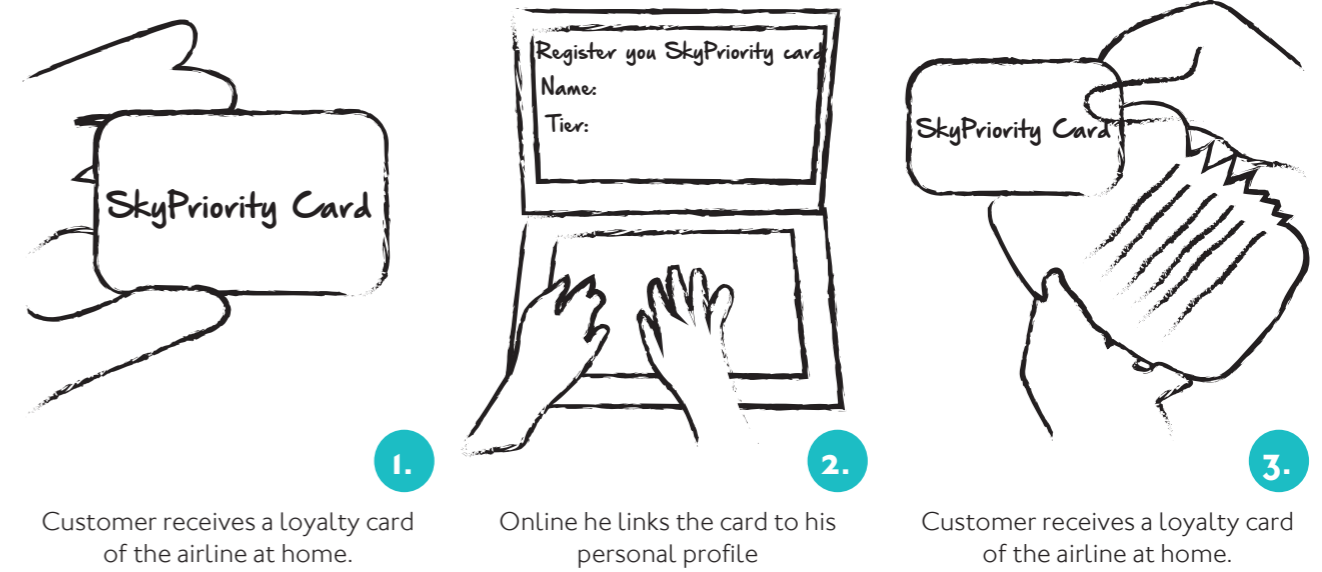 SkyPriority Card
Register you SkyPriority card
Name:
Tier:
SkyPriority Card
1.
2.
3.
Customer receives a loyalty card
of the airline at home.
Online he links the card to his
personal profile
Customer receives a loyalty card
of the airline at home.